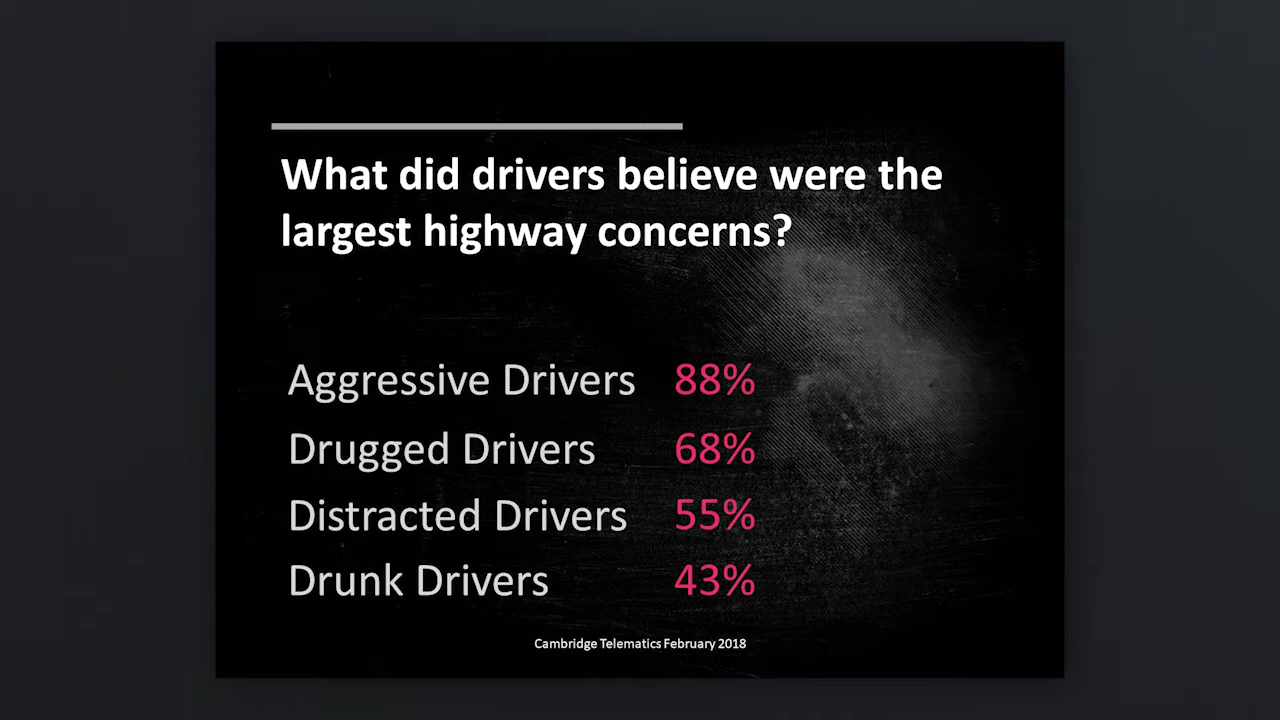 What did drivers believe were the
largest highway concerns?
Aggressive Drivers 88%
Drugged Drivers 68%
Distracted Drivers 55%
Drunk Drivers 43%
Cambridge Telematics February 2018